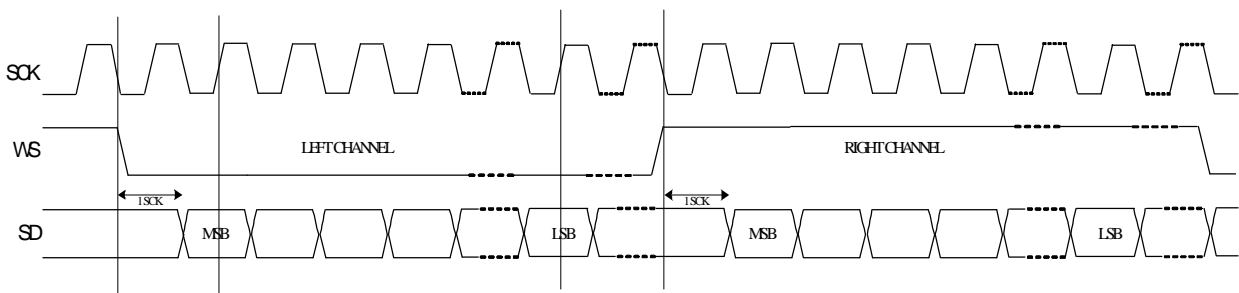 SCK
WS
LEFT CHANNEL
RIGHT CHANNEL
1 SCK
1 SCK
SD
MSB
LSB
MSB
LSB